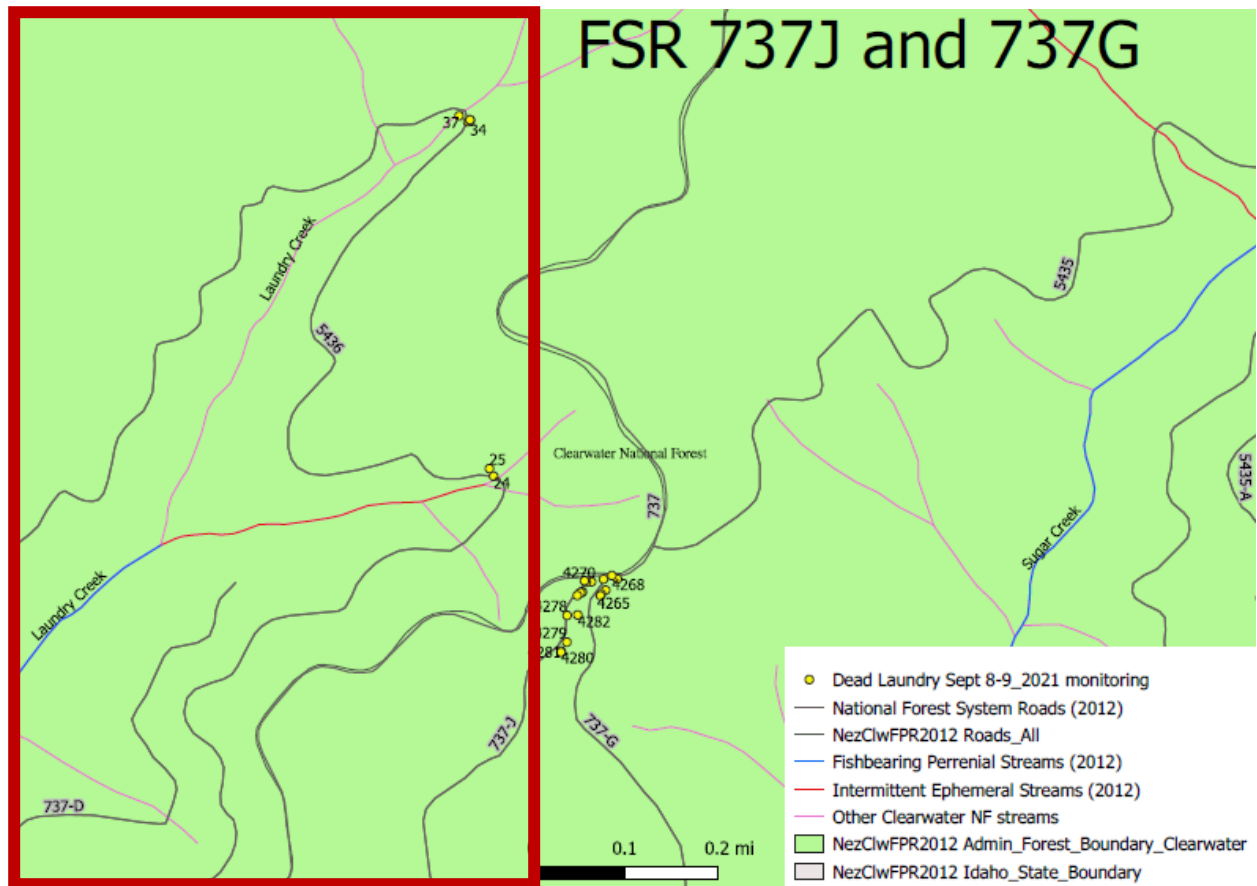 FSR 737J and 737G
37
34
Laundry Creek
5436
5435
25
24
Clearwater National Forest
737
5435-A
Sugar Creek
4270
4268
4265
4278
4282
4279
4281
4280
Laundry Creek
737-J
737-G
737-D
0.1
0.2 mi
Dead Laundry Sept 8-9_2021 monitoring
National Forest System Roads (2012)
NezClwFPR2012 Roads_All
Fishbearing Perrenial Streams (2012)
Intermittent Ephemeral Streams (2012)
Other Clearwater NF streams
NezClwFPR2012 Admin_Forest_Boundary_Clearwater
NezClwFPR2012 Idaho_State_Boundary